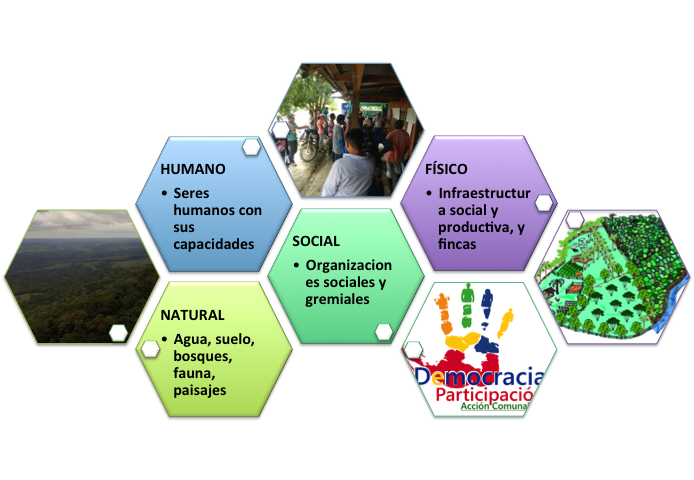 HUMANO
• Seres
humanos con
sus
capacidades
FÍSICO
• Infraestructur
a social y
productiva, y
fincas
SOCIAL
• Organizacion
es sociales y
gremiales
NATURAL
• Agua, suelo,
bosques,
fauna,
paisajes
Democracia
Participació
Acción Comunal